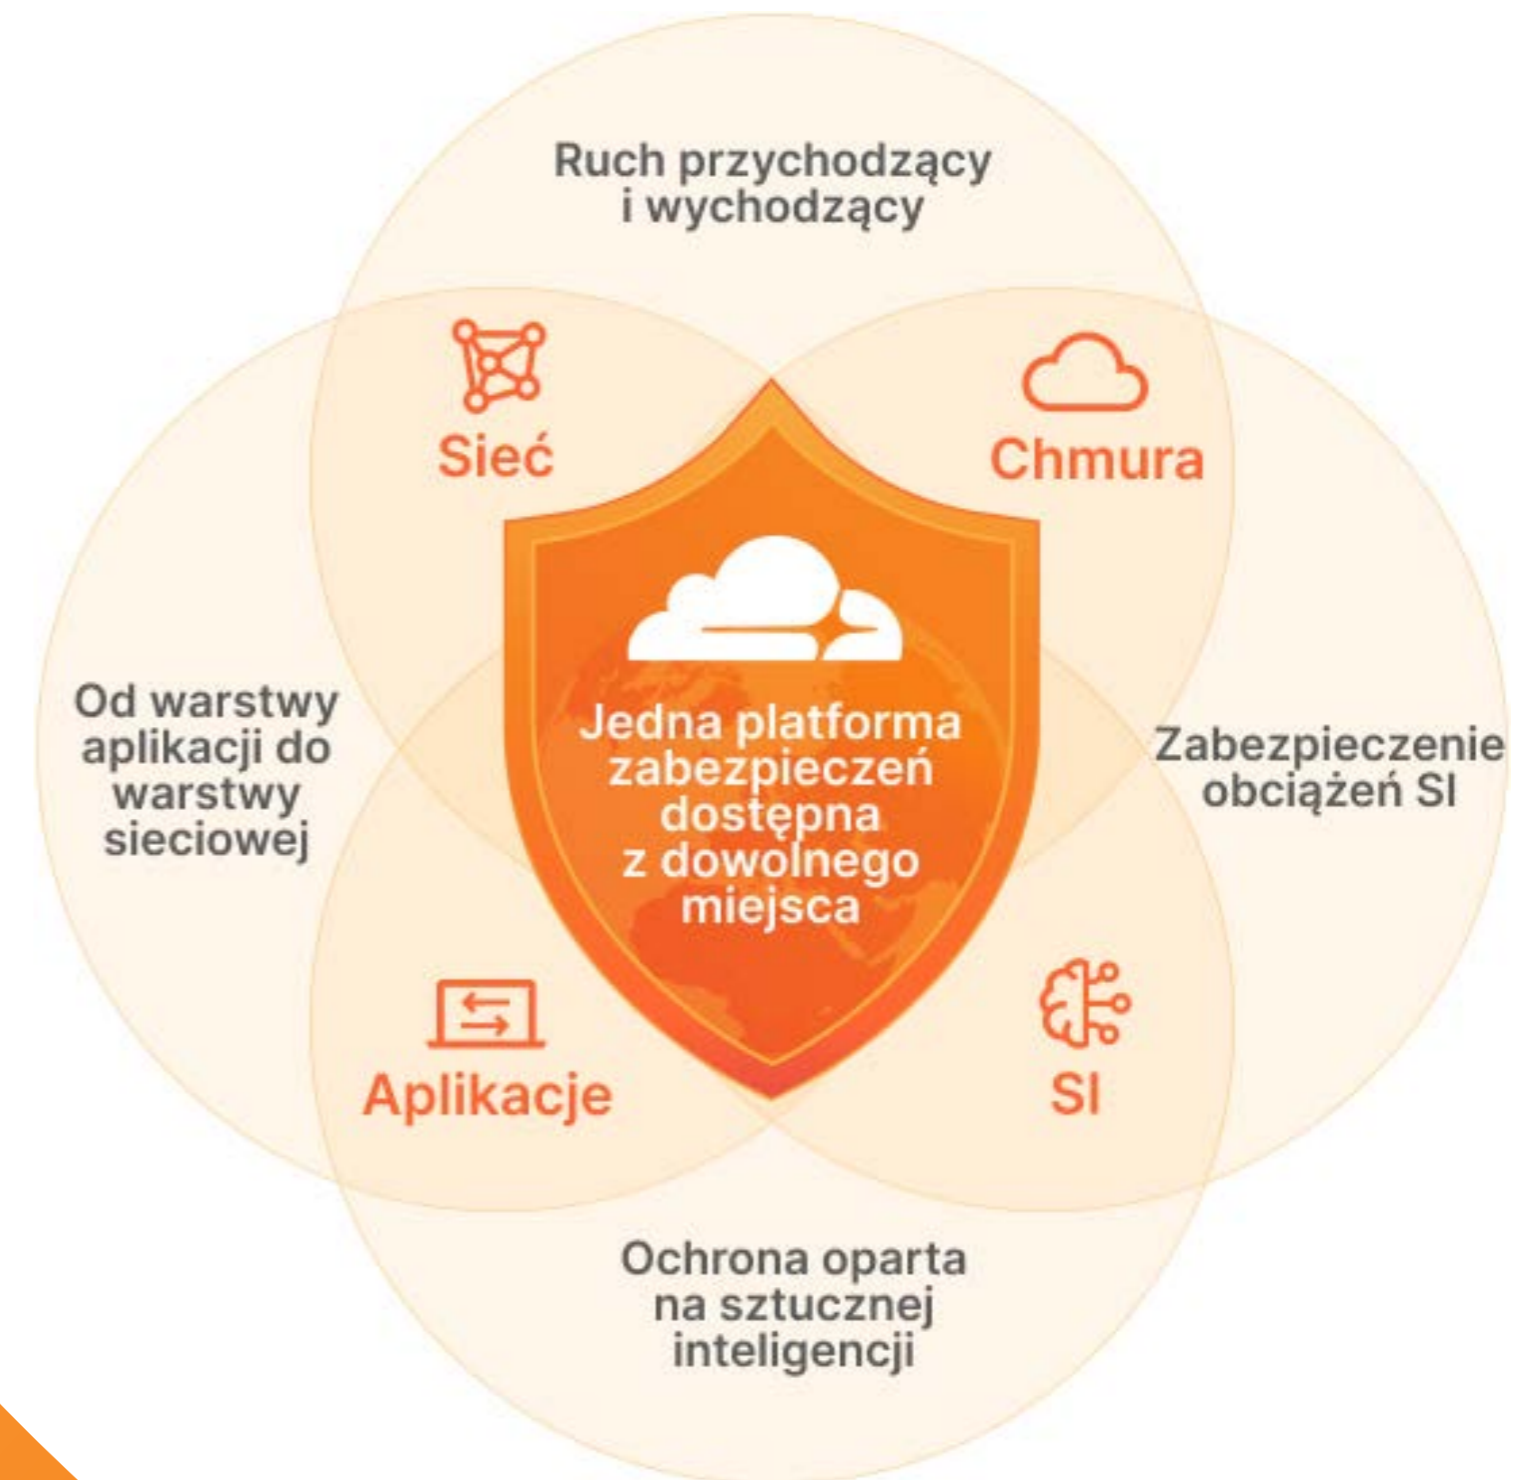 Ruch przychodzący
i wychodzący
Sieć
Chmura
Od warstwy
aplikacji do
warstwy
sieciowej
Jedna platforma
zabezpieczeń
dostępna
z dowolnego
miejsca
Zabezpieczenie
obciążeń SI
Aplikacje
SI
Ochrona oparta
na sztucznej
inteligencji